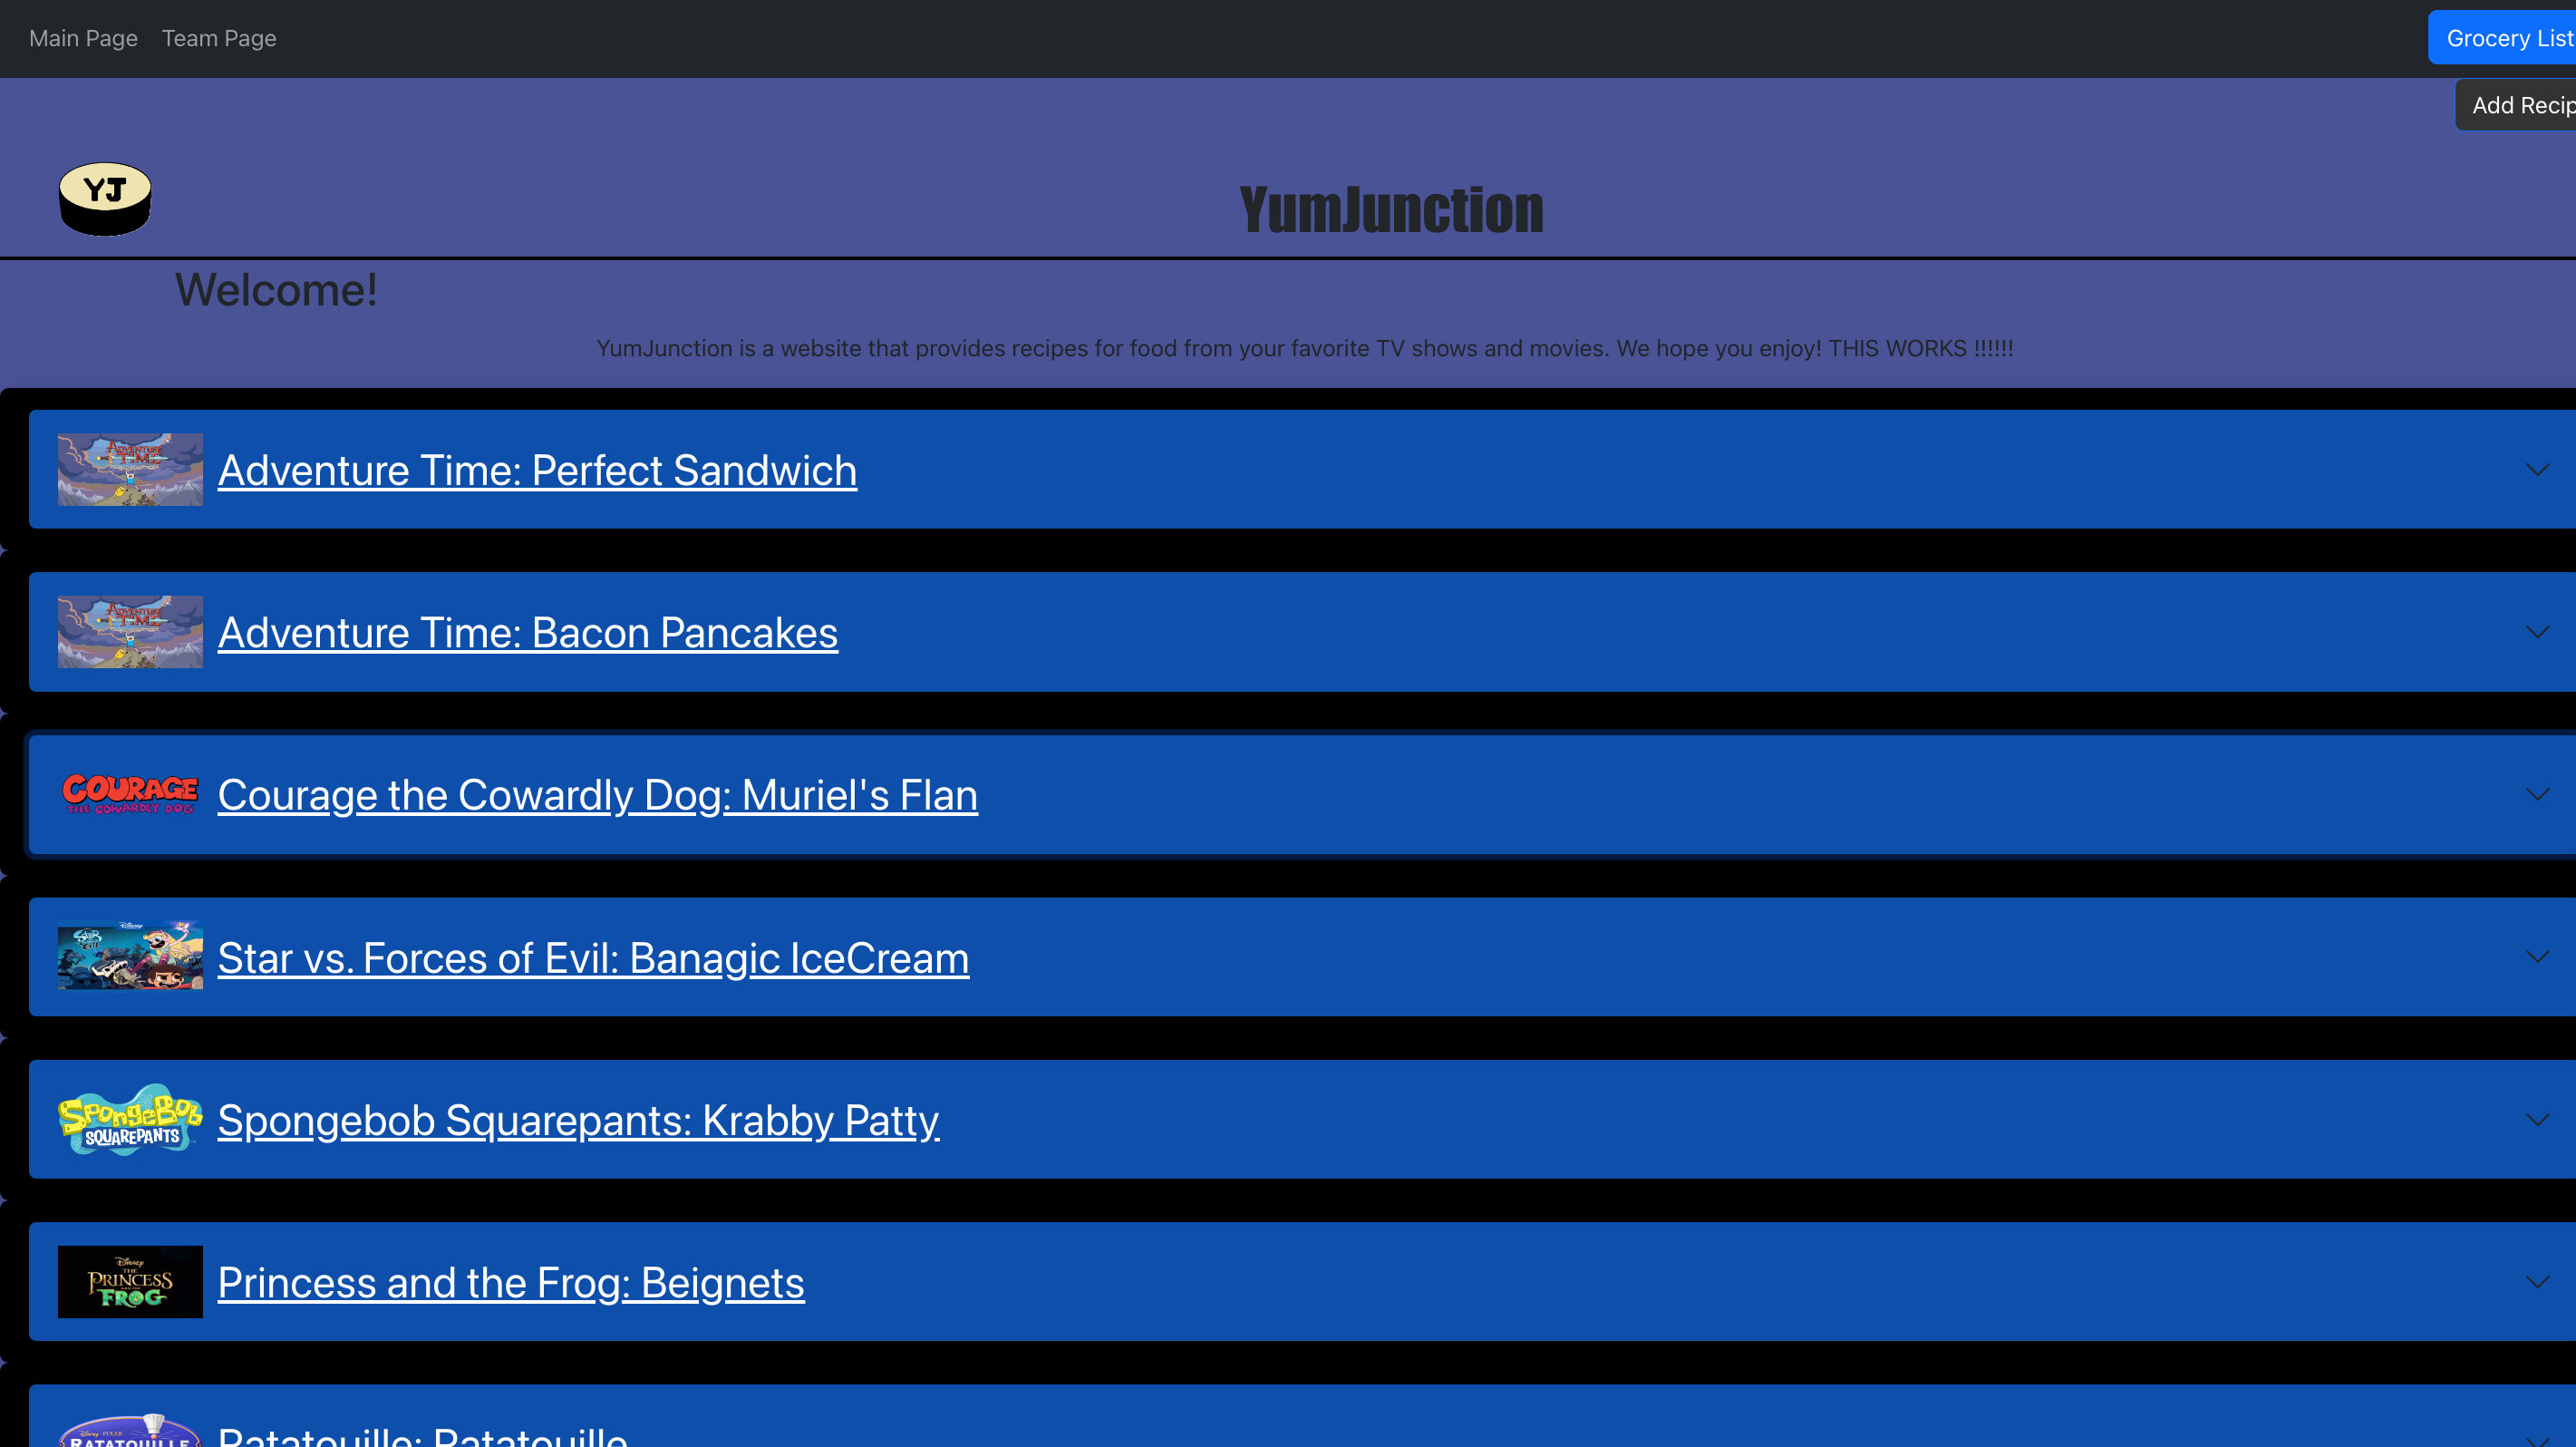 Main Page Team Page Grocery List
Add Recip
YJ
YumJunction
Welcome!
YumJunction is a website that provides recipes for food from your favorite TV shows and movies. We hope you enjoy! THIS WORKS !!!!!!
ADVENTURE
TIME
Adventure Time: Perfect Sandwich
ADVENTURE
TIME
Adventure Time: Bacon Pancakes
COURAGE
THE COWARDLY DOG
Courage the Cowardly Dog: Muriel's Flan
Disney
STAR
Star vs. Forces of Evil: Banagic IceCream
SPONGEBOB
SQUAREPANTS
Spongebob Squarepants: Krabby Patty
Disney
THE
PRINCESS
FROG
Princess and the Frog: Beignets
Disney PIXAR
RATATOUILLE
Ratatouille: Ratatouille